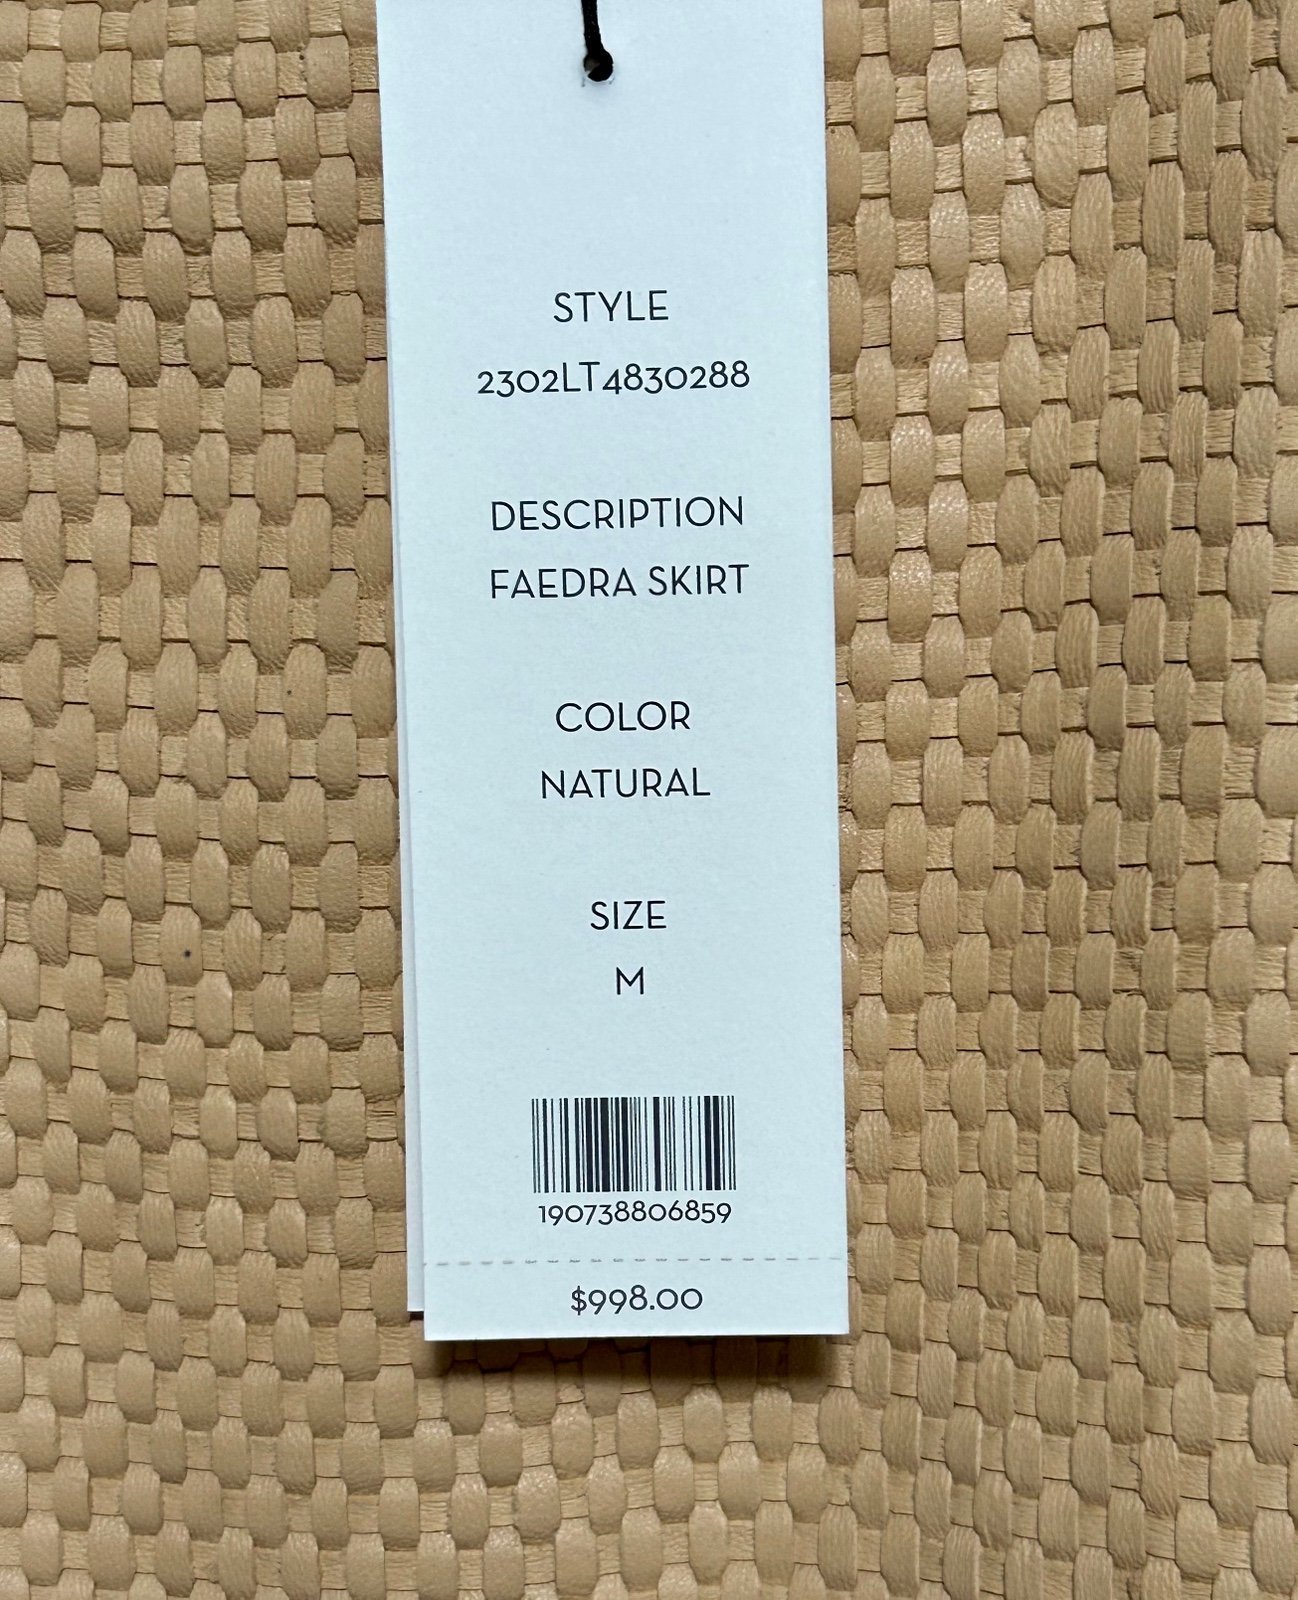 STYLE
2302LT4830288
DESCRIPTION
FAEDRA SKIRT
COLOR
NATURAL
SIZE
M
190738806859
$998.00